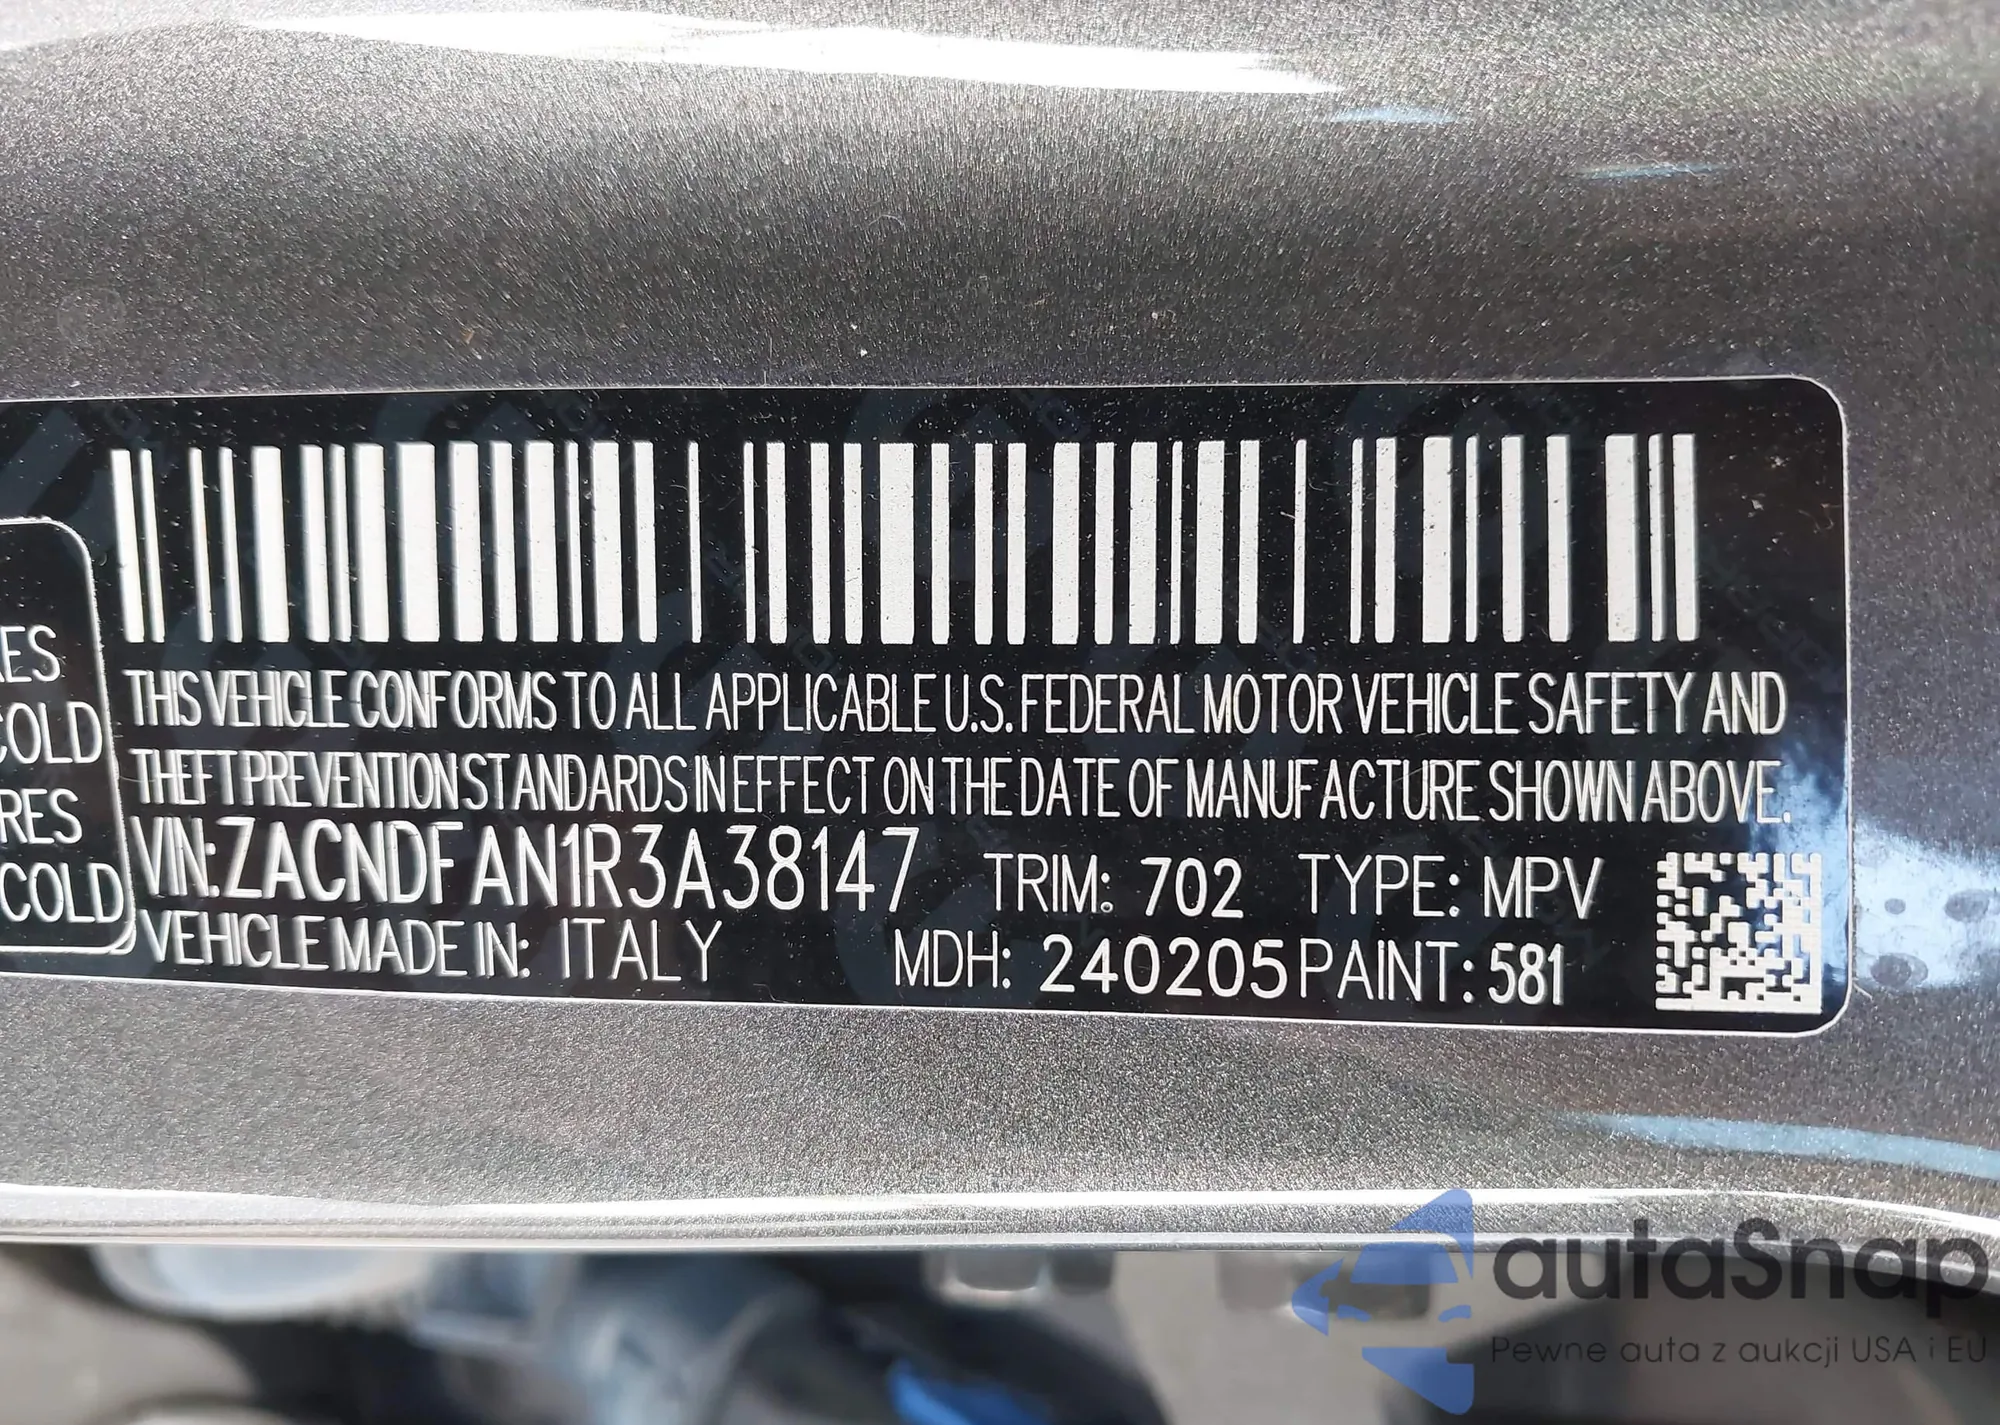 RES
COLD
RES
COLD
THIS VEHICLE CONFORMS TO ALL APPLICABLE U.S. FEDERAL MOTOR VEHICLE SAFETY AND
THEFT PREVENTION STANDARDS IN EFFECT ON THE DATE OF MANUFACTURE SHOWN ABOVE.
VIN: ZACNDFAN1R3A38147 TRIM: 702 TYPE: MPV
VEHICLE MADE IN: ITALY MDH: 240205 PAINT: 581
autaSnap
Pewne auta z aukcji USA i EU